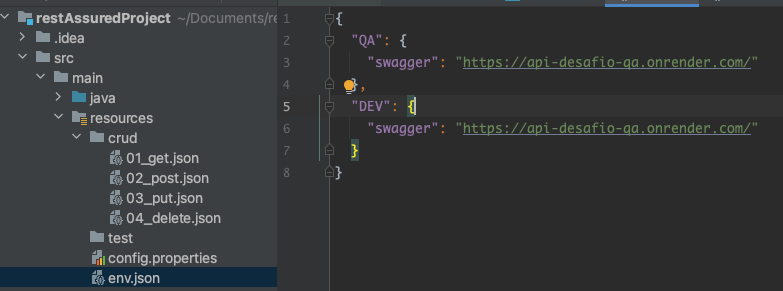 restAssuredProject ~/Documents/re
.idea
src
main
java
resources
crud
01_get.json
02_post.json
03_put.json
04_delete.json
test
config.properties
env.json
1 {
2 "QA": {
3 "swagger": "https://api-desafio-qa.onrender.com/"
4 },
5 "DEV": {
6 "swagger": "https://api-desafio-qa.onrender.com/"
7 }
8 }